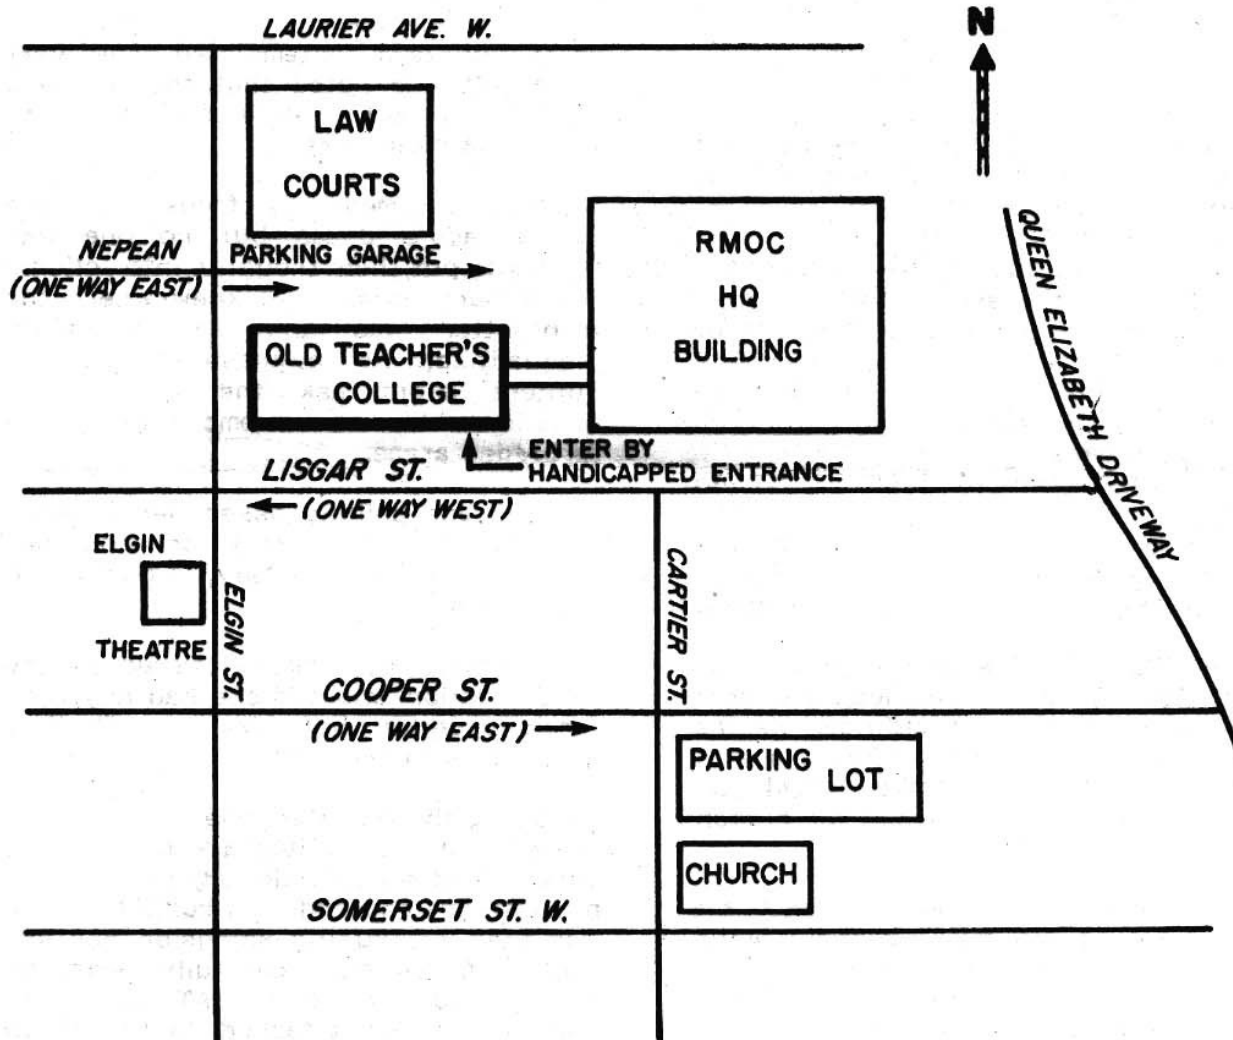 LAURIER AVE. W.
N
LAW
COURTS
NEPEAN
PARKING GARAGE
(ONE WAY EAST)
RMOC
HQ
BUILDING
QUEEN ELIZABETH DRIVEWAY
OLD TEACHER'S
COLLEGE
ENTER BY
HANDICAPPED ENTRANCE
LISGAR ST.
(ONE WAY WEST)
ELGIN
THEATRE
ELGIN ST.
CARTIER ST.
COOPER ST.
(ONE WAY EAST)
PARKING LOT
CHURCH
SOMERSET ST. W.